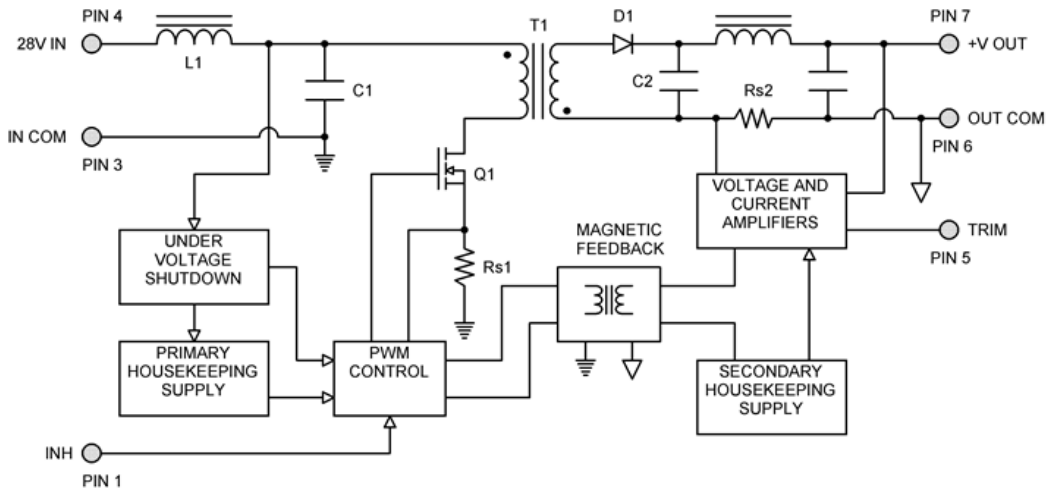 PIN 4
28V IN
L1
C1
IN COM
PIN 3
T1
D1
C2
Rs2
PIN 7
+V OUT
OUT COM
PIN 6
Q1
Rs1
VOLTAGE AND
CURRENT
AMPLIFIERS
TRIM
PIN 5
MAGNETIC
FEEDBACK
UNDER
VOLTAGE
SHUTDOWN
PRIMARY
HOUSEKEEPING
SUPPLY
PWM
CONTROL
SECONDARY
HOUSEKEEPING
SUPPLY
INH
PIN 1